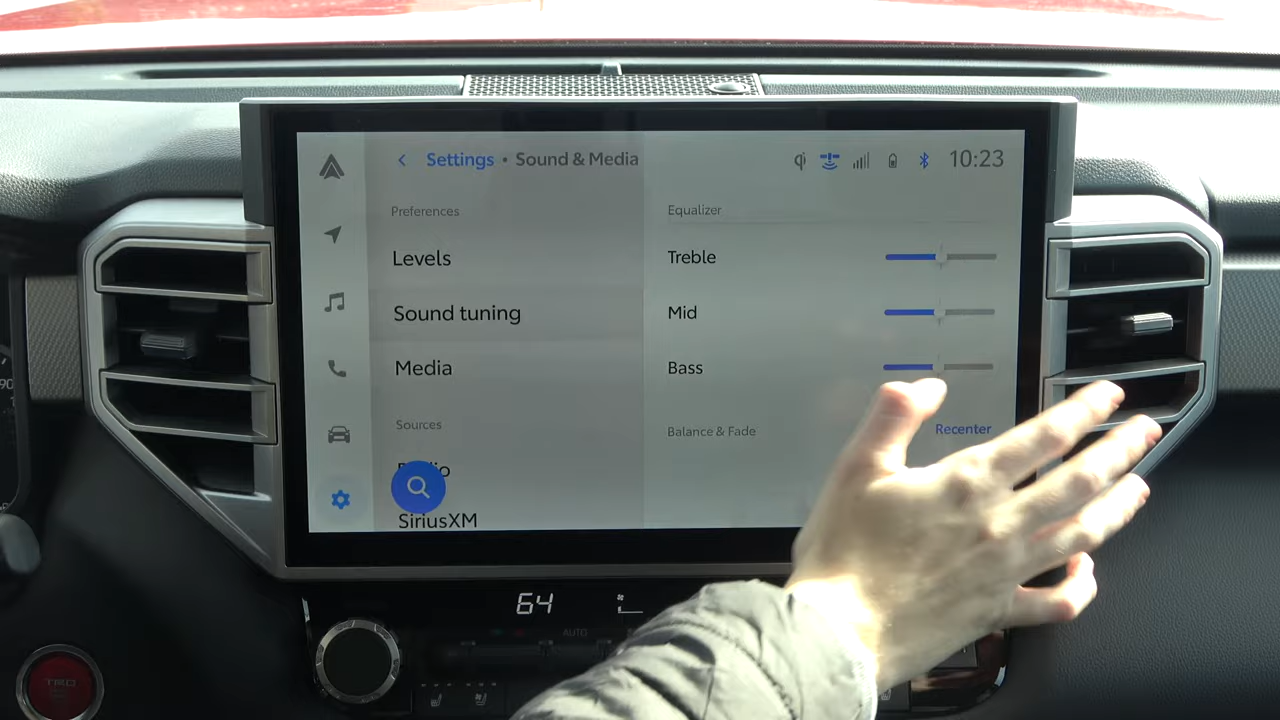 Settings • Sound & Media
10:23
Preferences
Levels
Sound tuning
Media
Sources
SiriusXM
Equalizer
Treble
Mid
Bass
Balance & Fade
Recenter
64
AUTO
TRD
90